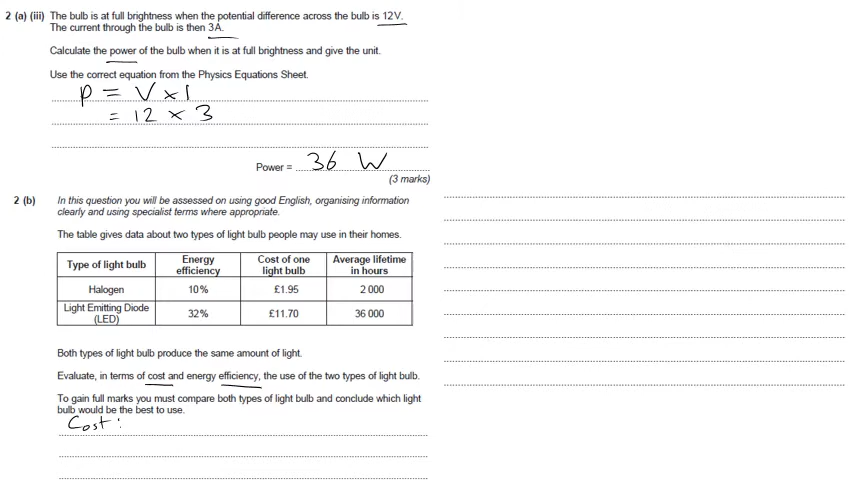 2 (a) (iii) The bulb is at full brightness when the potential difference across the bulb is 12V.
The current through the bulb is then 3A.
Calculate the power of the bulb when it is at full brightness and give the unit.
Use the correct equation from the Physics Equations Sheet.
P = V × I
= 12 × 3
Power = 36 W
(3 marks)
2 (b) In this question you will be assessed on using good English, organising information
clearly and using specialist terms where appropriate.
The table gives data about two types of light bulb people may use in their homes.
Type of light bulb Energy efficiency Cost of one light bulb Average lifetime in hours
Halogen 10% £1.95 2 000
Light Emitting Diode (LED) 32% £11.70 36 000
Both types of light bulb produce the same amount of light.
Evaluate, in terms of cost and energy efficiency, the use of the two types of light bulb.
To gain full marks you must compare both types of light bulb and conclude which light
bulb would be the best to use.
Cost :